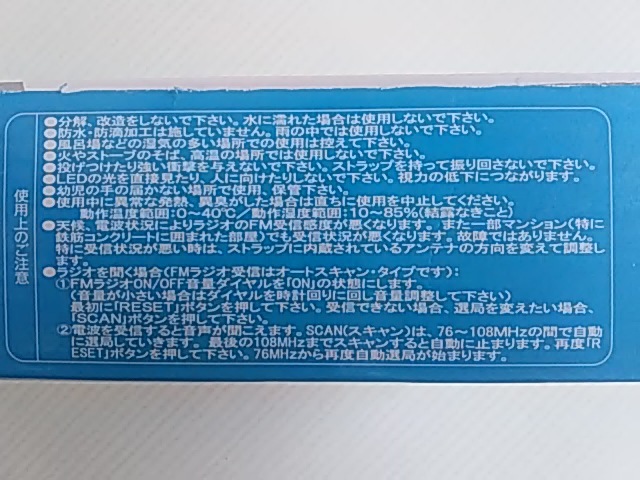 使用上のご注意
●分解、改造をしないで下さい。水に濡れた場合は使用しないで下さい。
●防水・防滴加工は施していません。雨の中では使用しないで下さい。
●風呂場などの湿気の多い場所での使用は控えて下さい。
●火やストーブのそば、高温の場所では使用しないで下さい。
●投げつけたり強い衝撃を与えないで下さい。ストラップを持って振り回さないで下さい。
●LEDの光を直接見たり、人に向けたりしないで下さい。視力の低下につながります。
●幼児の手の届かない場所で使用、保管下さい。
●使用中に異常な発熱、異臭がした場合は直ちに使用を中止してください。
動作温度範囲:0〜40℃/動作湿度範囲:10〜85%(結露なきこと)
●天候、電波状況によりラジオのFM受信感度が悪くなります。また一部マンション(特に
鉄筋コンクリートに囲まれた部屋)でも受信状況が悪くなります。故障ではありません。
特に受信状況が悪い時は、ストラップに内蔵されているアンテナの方向を変えて調整し
ます。
●ラジオを聞く場合(FMラジオ受信はオートスキャン・タイプです):
①FMラジオON/OFF音量ダイヤルを「ON」の状態にします。
(音量が小さい場合はダイヤルを時計回りに回し音量調整して下さい)
最初に「RESET」ボタンを押して下さい。受信できない場合、選局を変えたい場合、
「SCAN」ボタンを押して下さい。
②電波を受信すると音声が聞こえます。SCAN(スキャン)は、76〜108MHzの間で自動
に選局していきます。最後の108MHzまでスキャンすると自動に止まります。再度「R
ESET」ボタンを押して下さい。76MHzから再度自動選局が始まります。